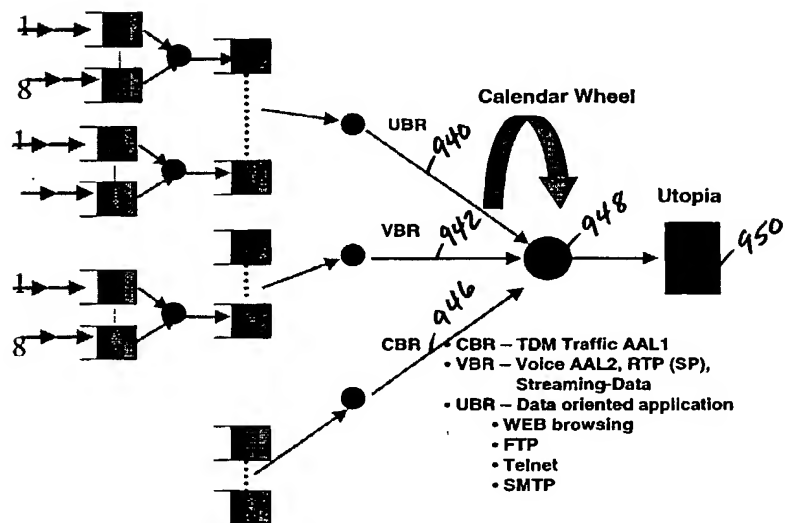 1
8
1
1
8
UBR
940
Calendar Wheel
VBR
942
948
Utopia
950
CBR
946
• CBR – TDM Traffic AAL1
• VBR – Voice AAL2, RTP (SP),
Streaming-Data
• UBR – Data oriented application
• WEB browsing
• FTP
• Telnet
• SMTP